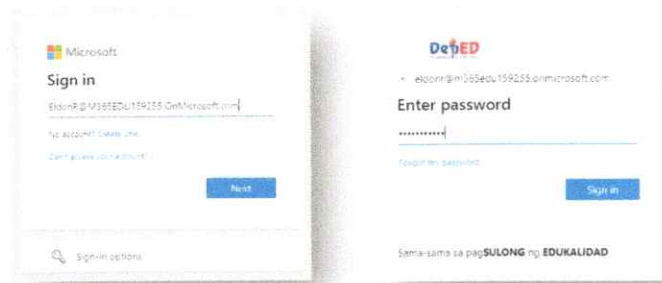 Microsoft
Sign in
EldonR@M365EDU159255.OnMicrosoft.com
No account? Create one
Can't access your account?
Next
Sign-in options
DepED
eldonr@m365edu159255.onmicrosoft.com
Enter password
Forgot my password
Sign in
Sama-sama sa pagSULONG ng EDUKALIDAD